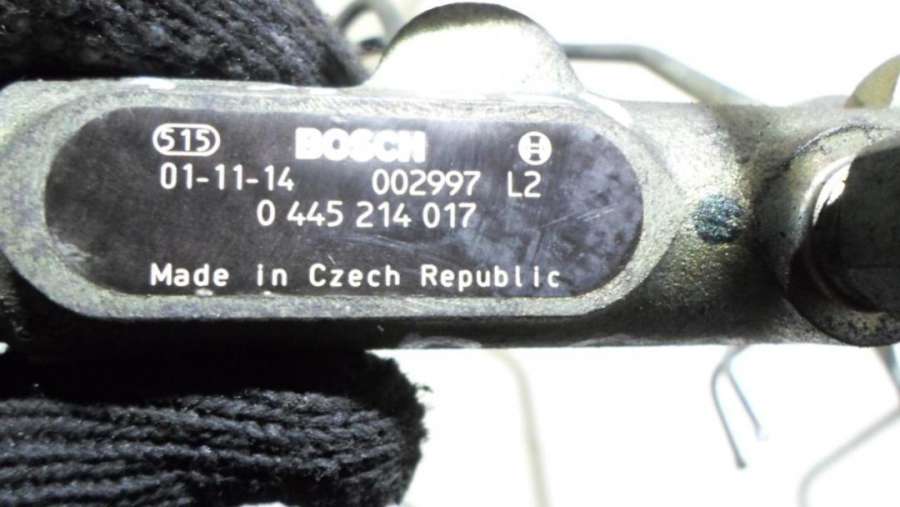 515 BOSCH
01-11-14 002997 L2
0 445 214 017
Made in Czech Republic